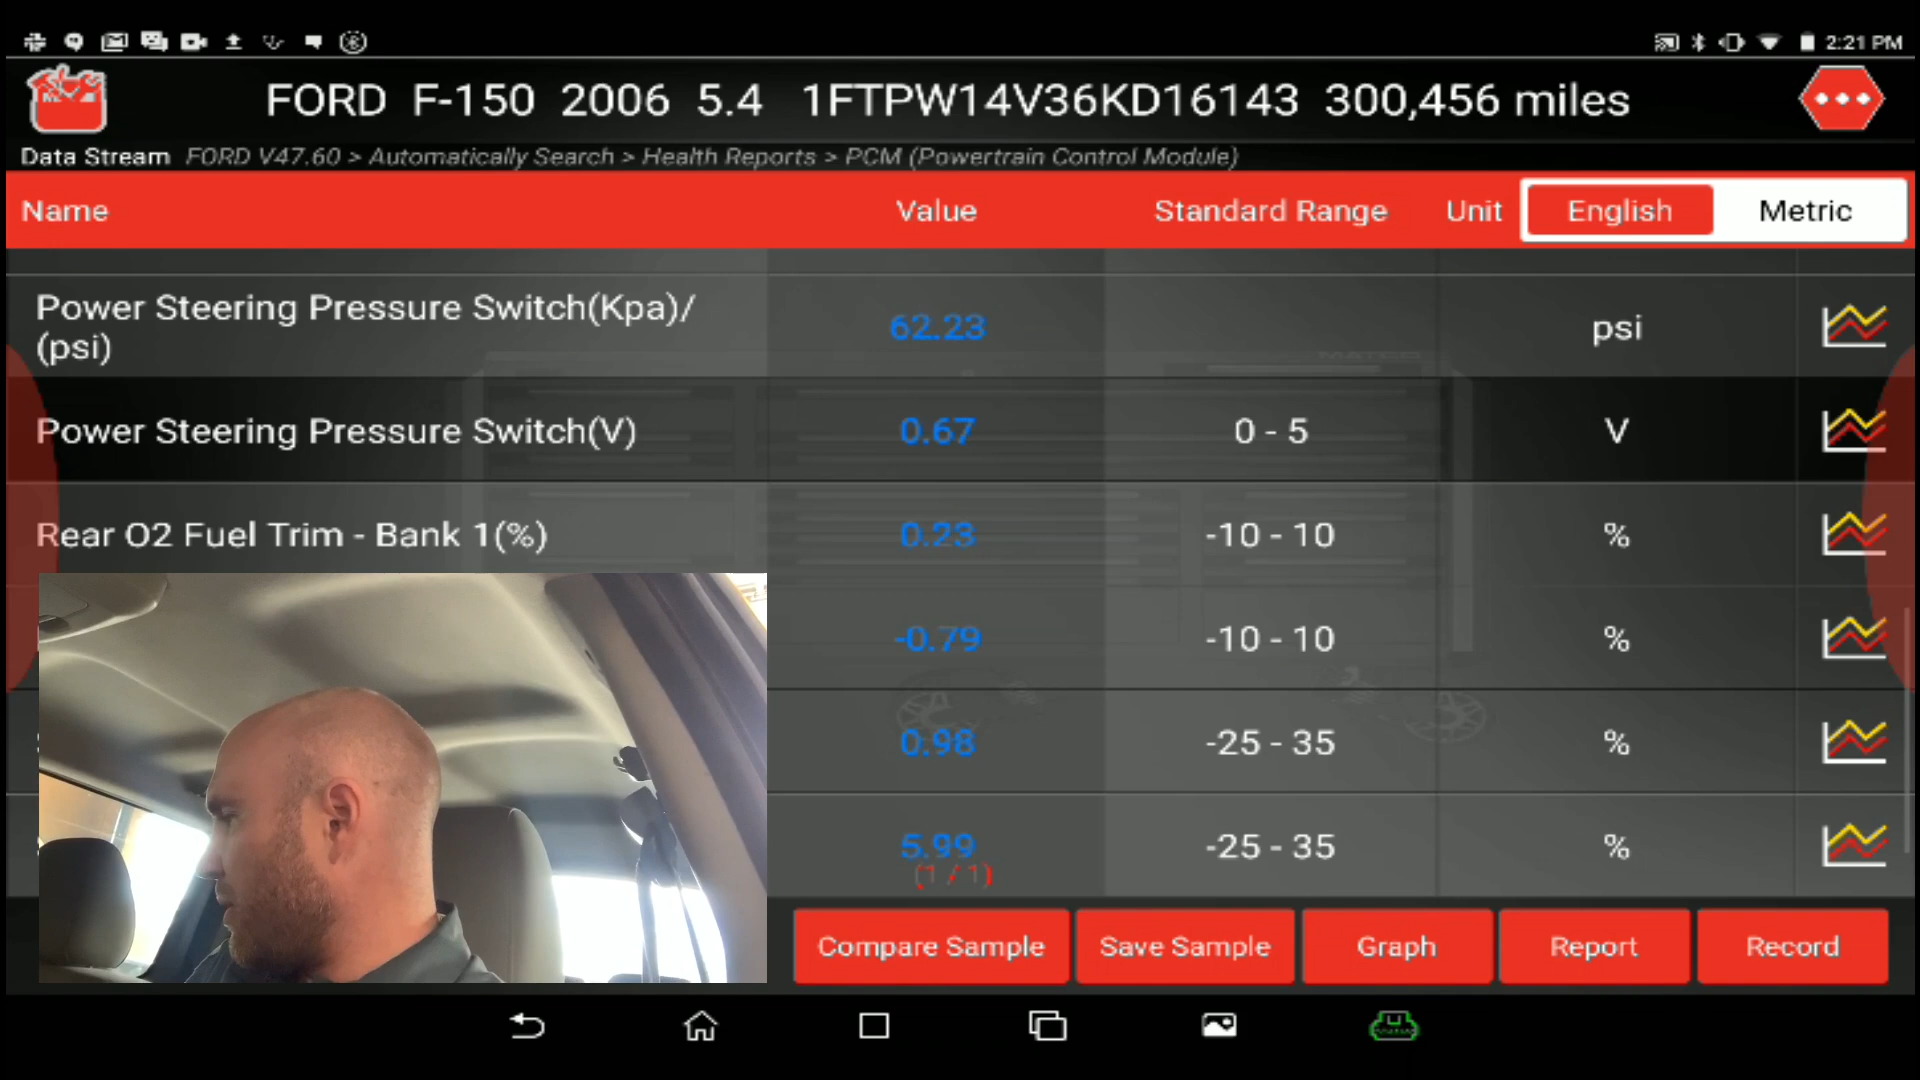 2:21 PM
FORD F-150 2006 5.4 1FTPW14V36KD16143 300,456 miles
Data Stream FORD V47.60 > Automatically Search > Health Reports > PCM (Powertrain Control Module)
Name Value Standard Range Unit English Metric
Power Steering Pressure Switch(Kpa)/
(psi) 62.23 psi
Power Steering Pressure Switch(V) 0.67 0 - 5 V
Rear O2 Fuel Trim - Bank 1(%) 0.23 -10 - 10 %
-0.79 -10 - 10 %
0.98 -25 - 35 %
5.99 -25 - 35 %
(1 / 1)
Compare Sample Save Sample Graph Report Record